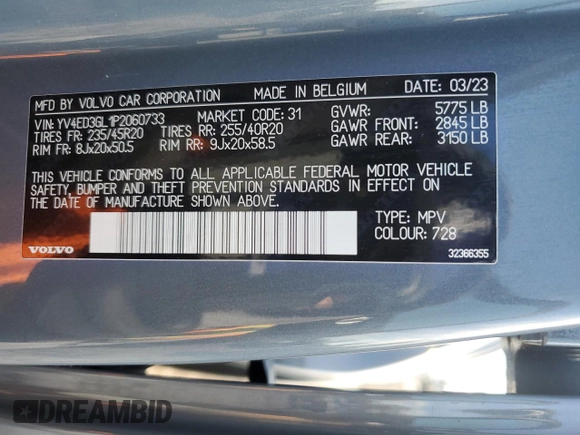 MFD BY VOLVO CAR CORPORATION MADE IN BELGIUM DATE: 03/23
VIN: YV4ED3GL1P2060733 MARKET CODE: 31 GVWR: 5775 LB
TIRES FR: 235/45R20 TIRES RR: 255/40R20 GAWR FRONT: 2845 LB
RIM FR: 8Jx20x50.5 RIM RR: 9Jx20x58.5 GAWR REAR: 3150 LB
THIS VEHICLE CONFORMS TO ALL APPLICABLE FEDERAL MOTOR VEHICLE
SAFETY, BUMPER AND THEFT PREVENTION STANDARDS IN EFFECT ON
THE DATE OF MANUFACTURE SHOWN ABOVE.
TYPE: MPV
COLOUR: 728
VOLVO 32366355
DREAMBID